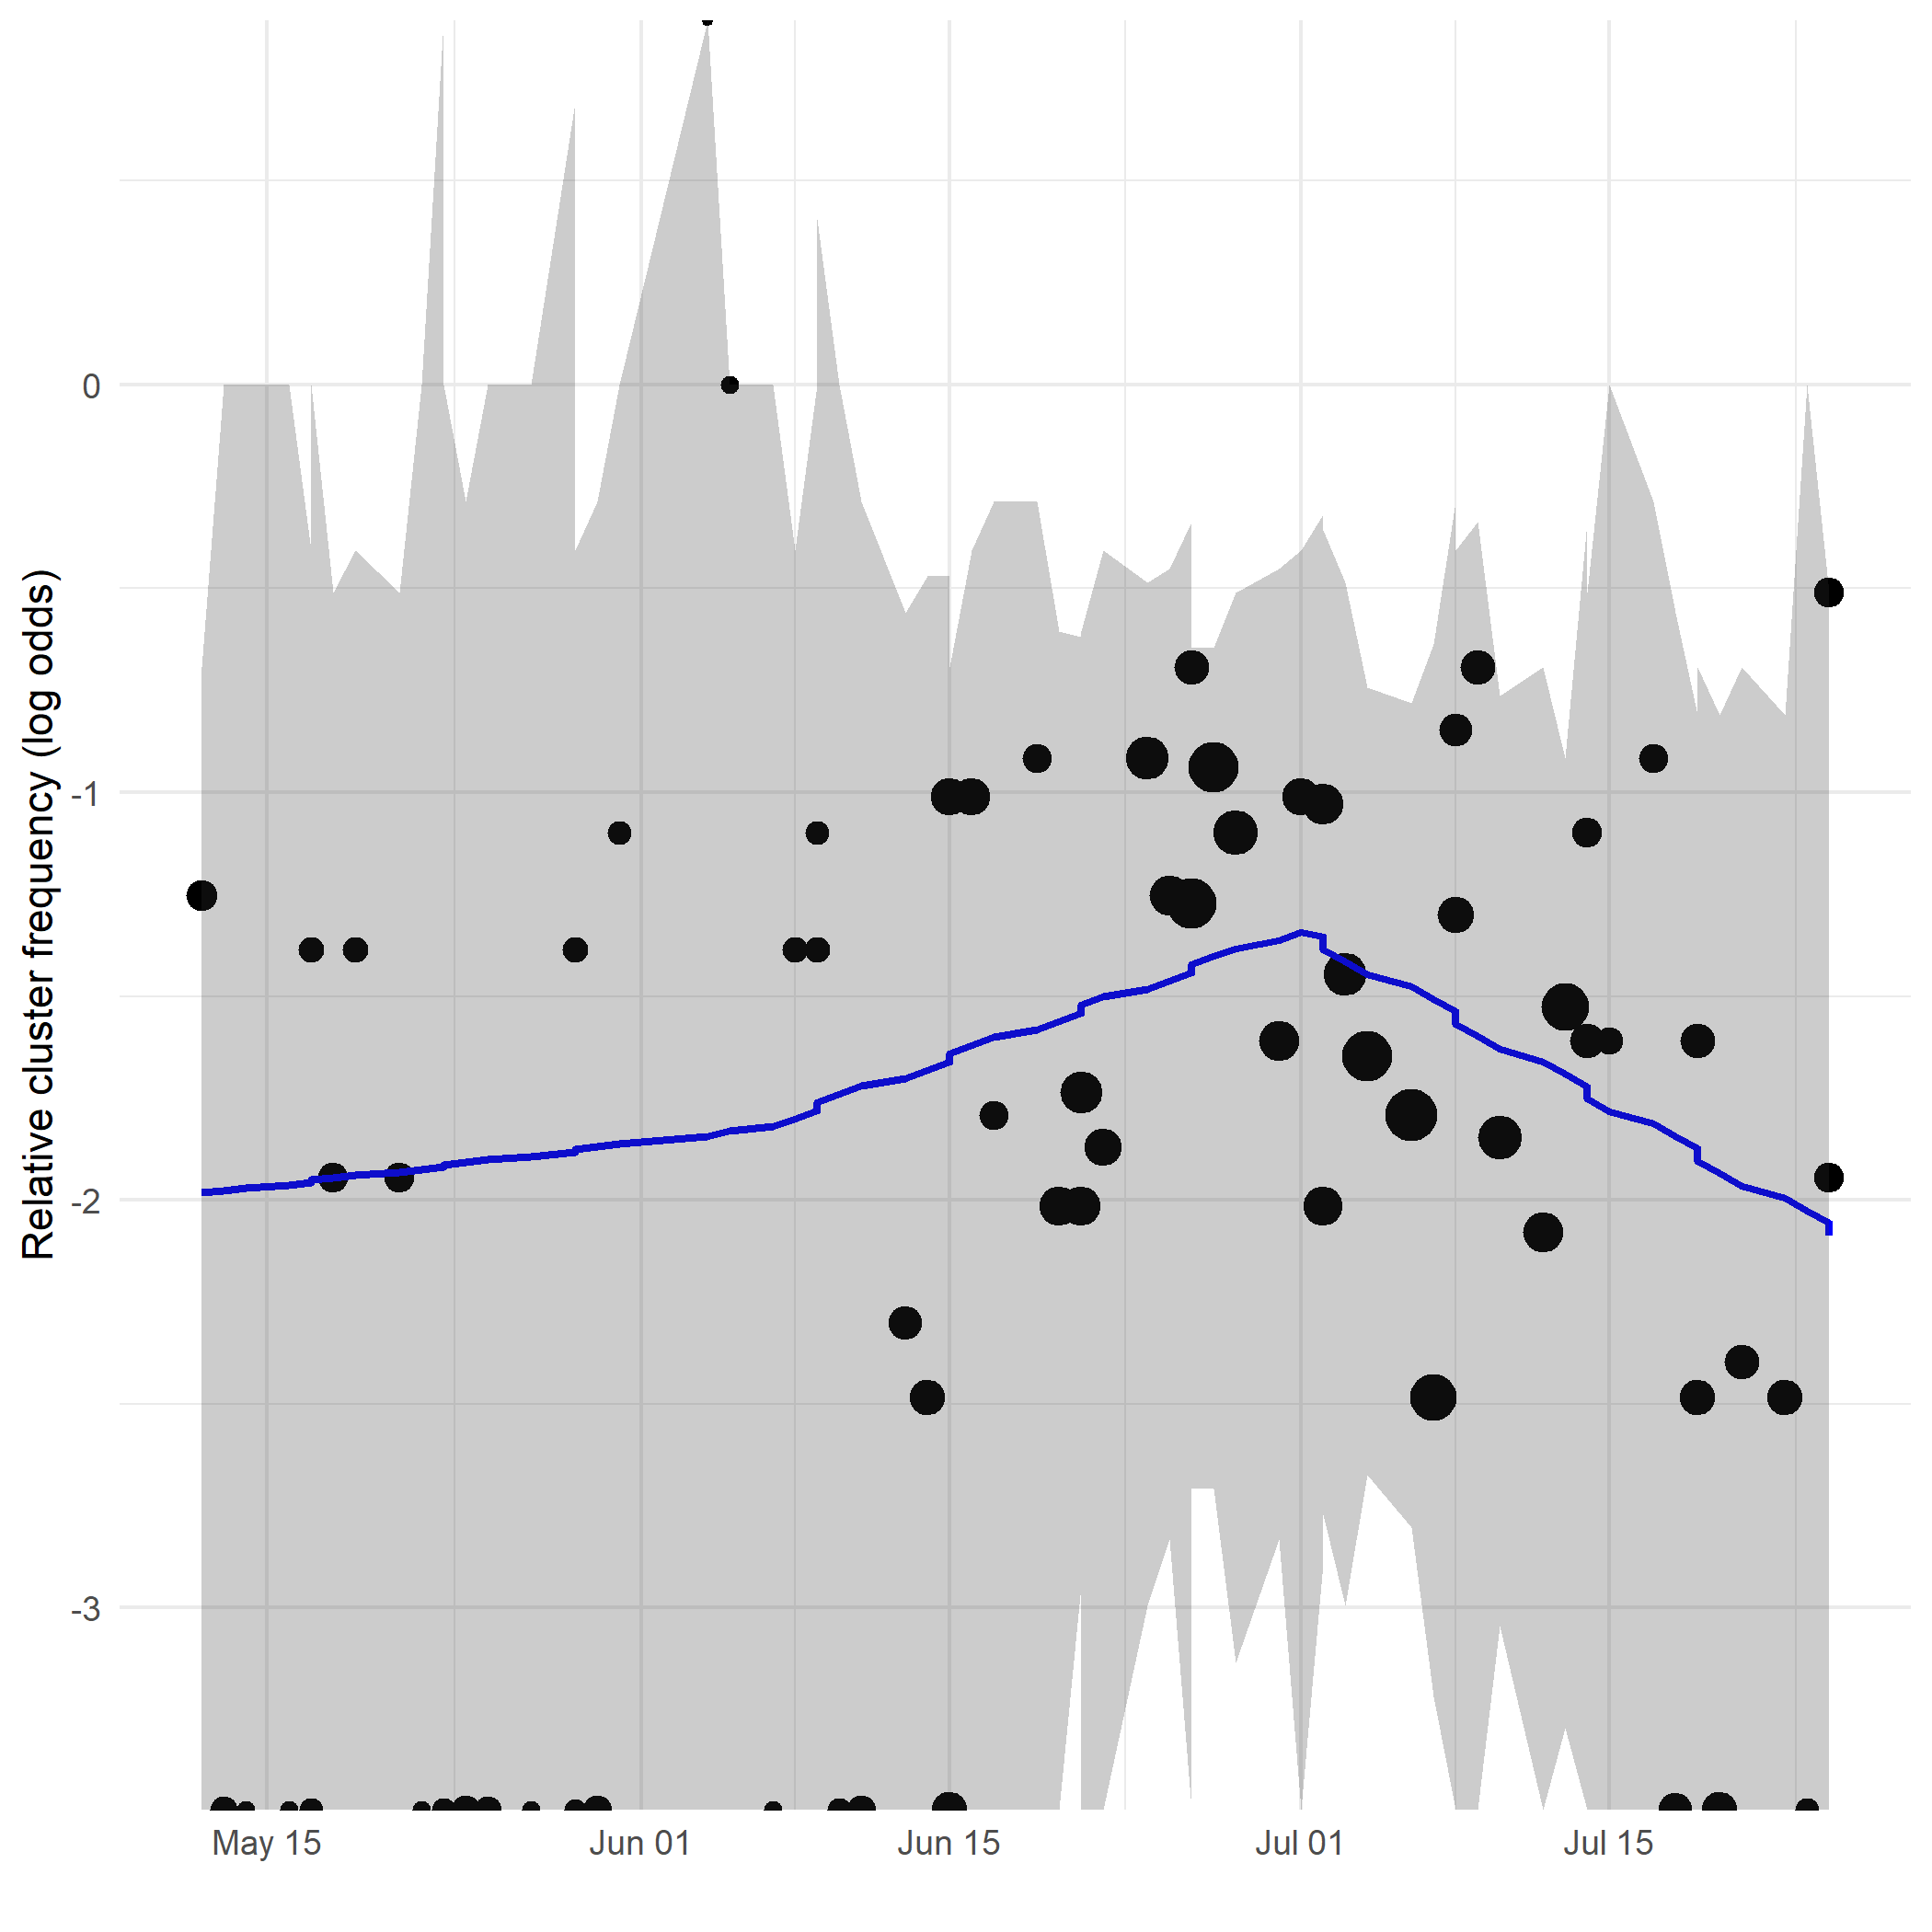 Relative cluster frequency (log odds)
0
-1
-2
-3
May 15
Jun 01
Jun 15
Jul 01
Jul 15